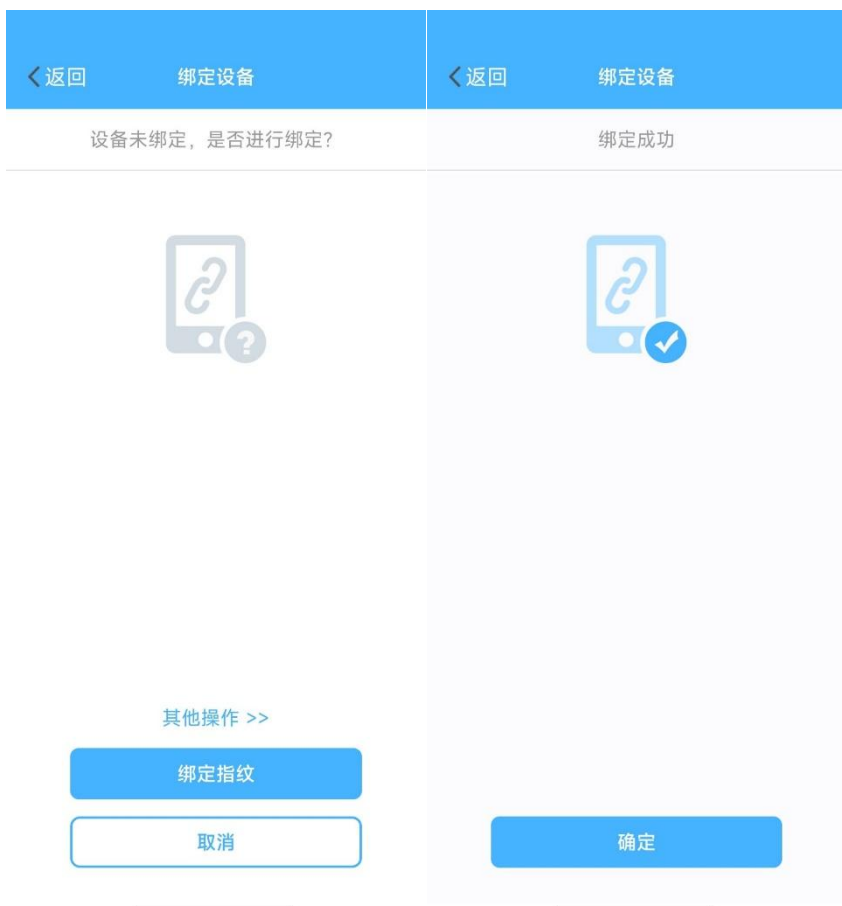 返回
绑定设备
设备未绑定，是否进行绑定?
?
其他操作 >>
绑定指纹
取消
返回
绑定设备
绑定成功
确定